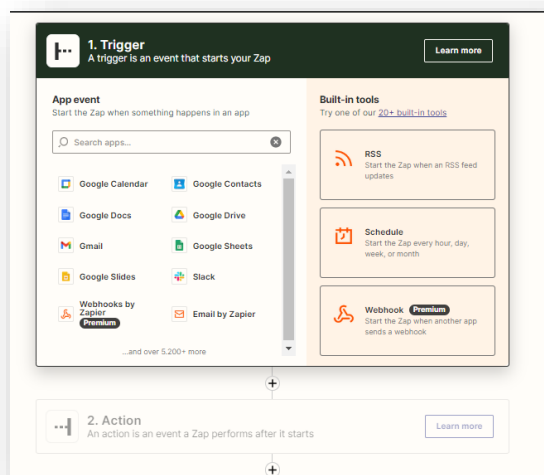 1. Trigger
A trigger is an event that starts your Zap
Learn more
App event
Start the Zap when something happens in an app
Search apps...
Google Calendar
Google Contacts
Google Docs
Google Drive
Gmail
Google Sheets
Google Slides
Slack
Webhooks by
Zapier
Premium
Email by Zapier
...and over 5.200+ more
Built-in tools
Try one of our 20+ built-in tools
RSS
Start the Zap when an RSS feed
updates
Schedule
Start the Zap every hour, day,
week, or month
Webhook Premium
Start the Zap when another app
sends a webhook
2. Action
An action is an event a Zap performs after it starts
Learn more